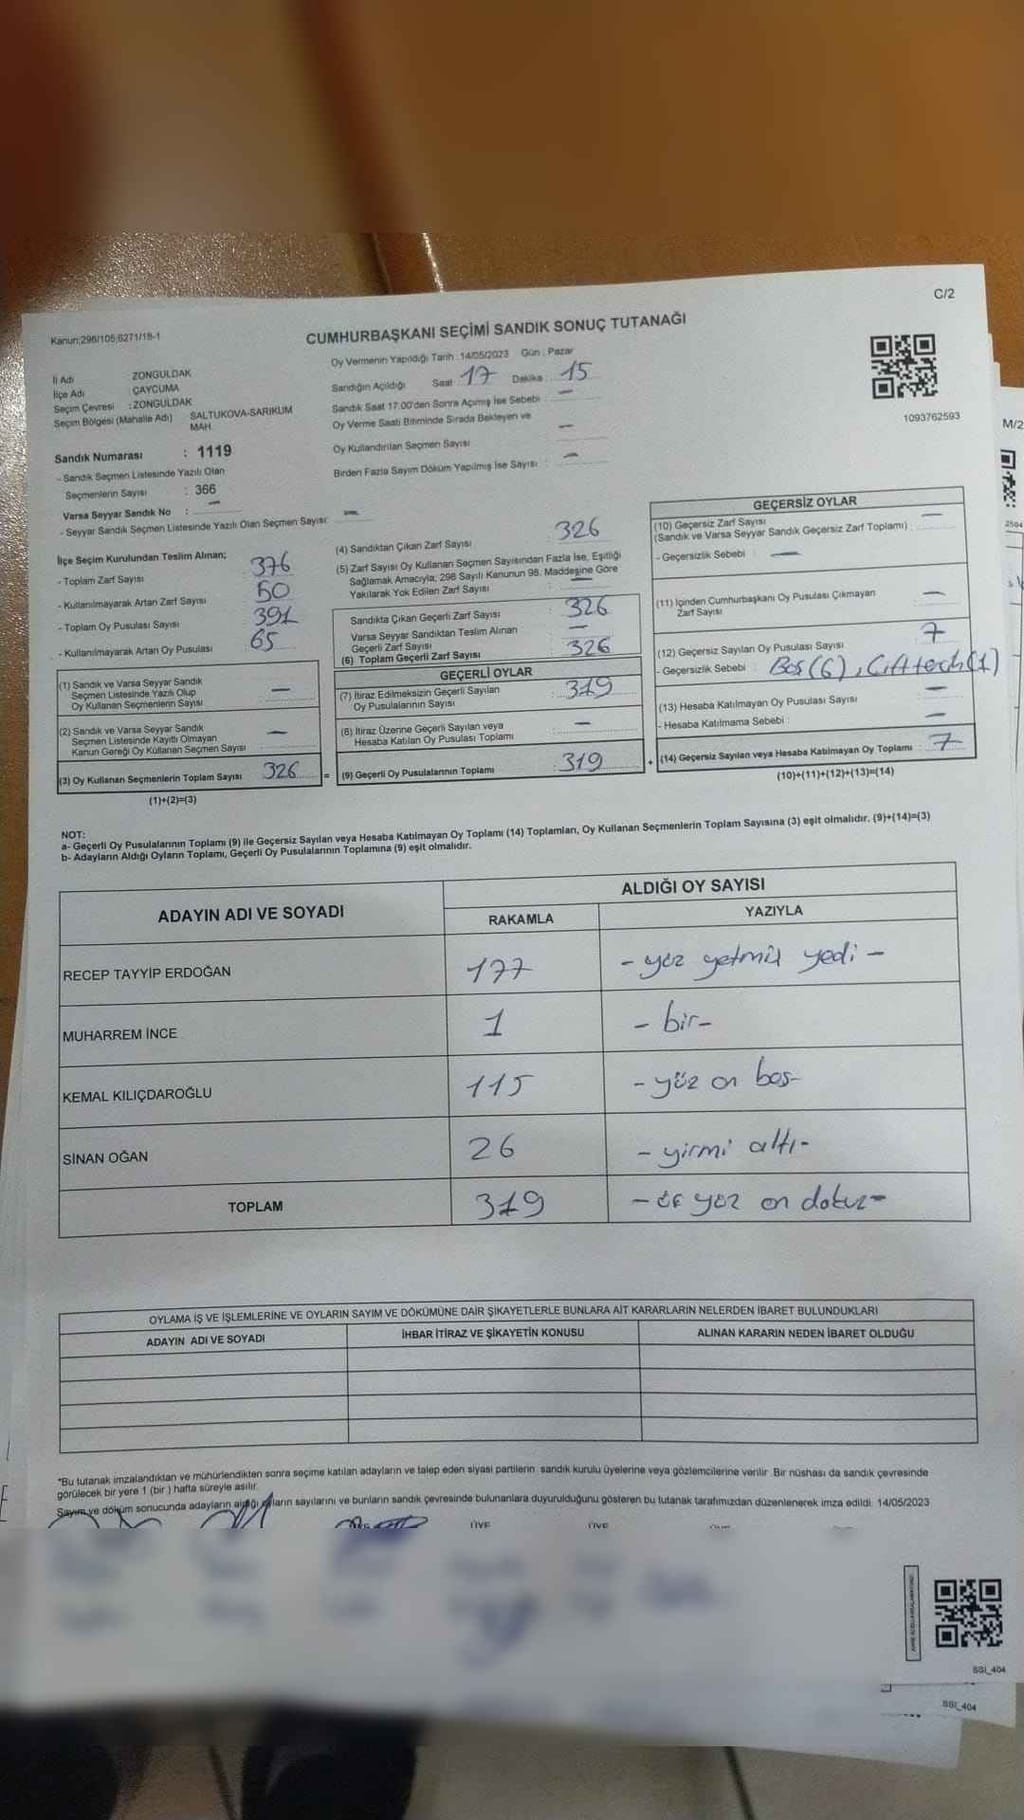 C/2
Kanun;298/105;6271/18-1
CUMHURBAŞKANI SEÇİMİ SANDIK SONUÇ TUTANAĞI
Oy Vermenin Yapıldığı Tarih : 14/05/2023 Gün : Pazar
İl Adı ZONGULDAK
İlçe Adı ÇAYCUMA
Seçim Çevresi : ZONGULDAK
Seçim Bölgesi (Mahalle Adı) SALTUKOVA-SARIKUM MAH.
Sandık Numarası : 1119
- Sandık Seçmen Listesinde Yazılı Olan
Seçmenlerin Sayısı : 366
Varsa Seyyar Sandık No : -
- Seyyar Sandık Seçmen Listesinde Yazılı Olan Seçmen Sayısı: -
Sandığın Açıldığı Saat : 17 Dakika : 15
Sandık Saat 17:00'den Sonra Açımış İse Sebebi : -
Oy Verme Saati Bitiminde Sırada Bekleyen ve
Oy Kullandırılan Seçmen Sayısı -
Birden Fazla Sayım Döküm Yapılmış İse Sayısı : -
1093762593
M/2
İlçe Seçim Kurulundan Teslim Alınan;
- Toplam Zarf Sayısı 376
- Kullanılmayarak Artan Zarf Sayısı 50
- Toplam Oy Pusulası Sayısı 391
- Kullanılmayarak Artan Oy Pusulası 65
(1) Sandık ve Varsa Seyyar Sandık
Seçmen Listesinde Yazılı Olup
Oy Kullanan Seçmenlerin Sayısı -
(2) Sandık ve Varsa Seyyar Sandık
Seçmen Listesinde Kayıtlı Olmayan
Kanun Gereği Oy Kullanan Seçmen Sayısı -
(3) Oy Kullanan Seçmenlerin Toplam Sayısı 326 =
(1)+(2)=(3)
(4) Sandıktan Çıkan Zarf Sayısı 326
(5) Zarf Sayısı Oy Kullanan Seçmen Sayısından Fazla İse, Eşitliği
Sağlamak Amacıyla, 298 Sayılı Kanunun 98. Maddesine Göre
Yakılarak Yok Edilen Zarf Sayısı : -
Sandıkta Çıkan Geçerli Zarf Sayısı 326
Varsa Seyyar Sandıktan Teslim Alınan
Geçerli Zarf Sayısı -
(6) Toplam Geçerli Zarf Sayısı 326
GEÇERLİ OYLAR
(7) İtiraz Edilmeksizin Geçerli Sayılan
Oy Pusulalarının Sayısı 319
(8) İtiraz Üzerine Geçerli Sayılan veya
Hesaba Katılan Oy Pusulası Toplamı -
(9) Geçerli Oy Pusulalarının Toplamı 319 +
GEÇERSİZ OYLAR
(10) Geçersiz Zarf Sayısı
(Sandık ve Varsa Seyyar Sandık Geçersiz Zarf Toplamı) : -
- Geçersizlik Sebebi : -
(11) İçinden Cumhurbaşkanı Oy Pusulası Çıkmayan
Zarf Sayısı -
(12) Geçersiz Sayılan Oy Pusulası Sayısı 7
- Geçersizlik Sebebi : Boş(6),
(13) Hesaba Katılmayan Oy Pusulası Sayısı -
- Hesaba Katılmama Sebebi : -
(14) Geçersiz Sayılan veya Hesaba Katılmayan Oy Toplamı : 7
(10)+(11)+(12)+(13)=(14)
NOT:
a- Geçerli Oy Pusulalarının Toplamı (9) ile Geçersiz Sayılan veya Hesaba Katılmayan Oy Toplamı (14) Toplamları, Oy Kullanan Seçmenlerin Toplam Sayısına (3) eşit olmalıdır. (9)+(14)=(3)
b- Adayların Aldığı Oyların Toplamı, Geçerli Oy Pusulalarının Toplamına (9) eşit olmalıdır.
ADAYIN ADI VE SOYADI
ALDIĞI OY SAYISI
RAKAMLA YAZIYLA
RECEP TAYYİP ERDOĞAN 177 - yüz yetmiş yedi -
MUHARREM İNCE 1 - bir -
KEMAL KILIÇDAROĞLU 115 - yüz on beş -
SİNAN OĞAN 26 - yirmi altı -
TOPLAM 319 - üç yüz on dokuz -
OYLAMA İŞ VE İŞLEMLERİNE VE OYLARIN SAYIM VE DÖKÜMÜNE DAİR ŞİKAYETLERLE BUNLARA AİT KARARLARIN NELERDEN İBARET BULUNDUKLARI
ADAYIN ADI VE SOYADI İHBAR İTİRAZ VE ŞİKAYETİN KONUSU ALINAN KARARIN NEDEN İBARET OLDUĞU
*Bu tutanak imzalandıktan ve mühürlendikten sonra seçime katılan adayların ve talep eden siyasi partilerin sandık kurulu üyelerine veya gözlemcilerine verilir. Bir nüshası da sandık çevresinde
görülecek bir yere 1 (bir) hafta süreyle asılır.
Sayım ve döküm sonucunda adayların aldığı oyların sayılarını ve bunların sandık çevresinde bulunanlara duyurulduğunu gösteren bu tutanak tarafımızdan düzenlenerek imza edildi. 14/05/2023
ÜYE ÜYE
SSI_404
SSI_404